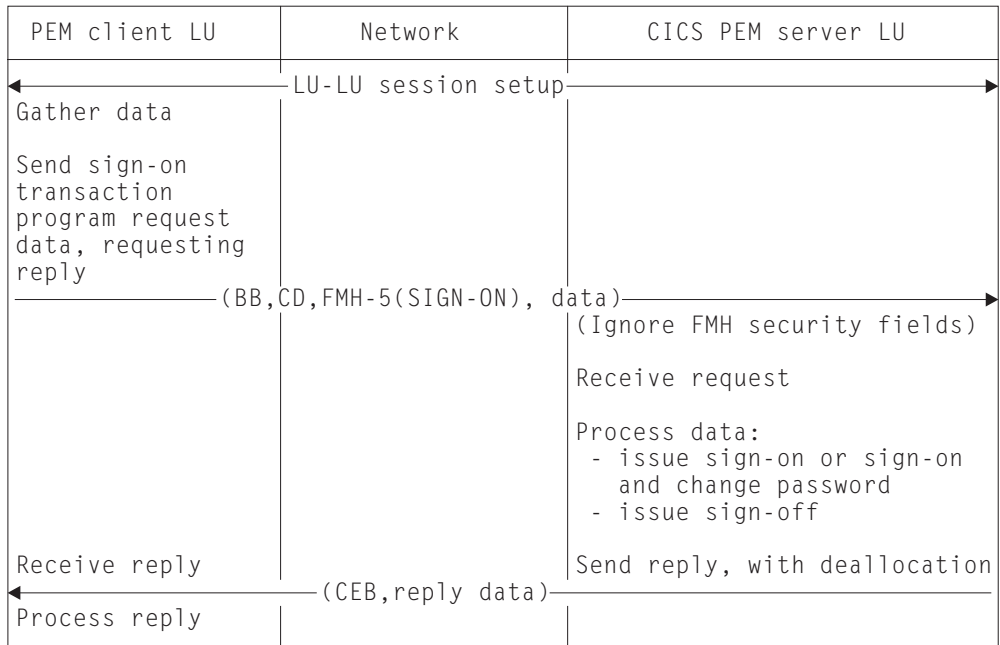 PEM client LU Network CICS PEM server LU
LU-LU session setup
Gather data
Send sign-on
transaction
program request
data, requesting
reply
(BB,CD,FMH-5(SIGN-ON), data)
(Ignore FMH security fields)
Receive request
Process data:
- issue sign-on or sign-on
and change password
- issue sign-off
Receive reply Send reply, with deallocation
(CEB,reply data)
Process reply